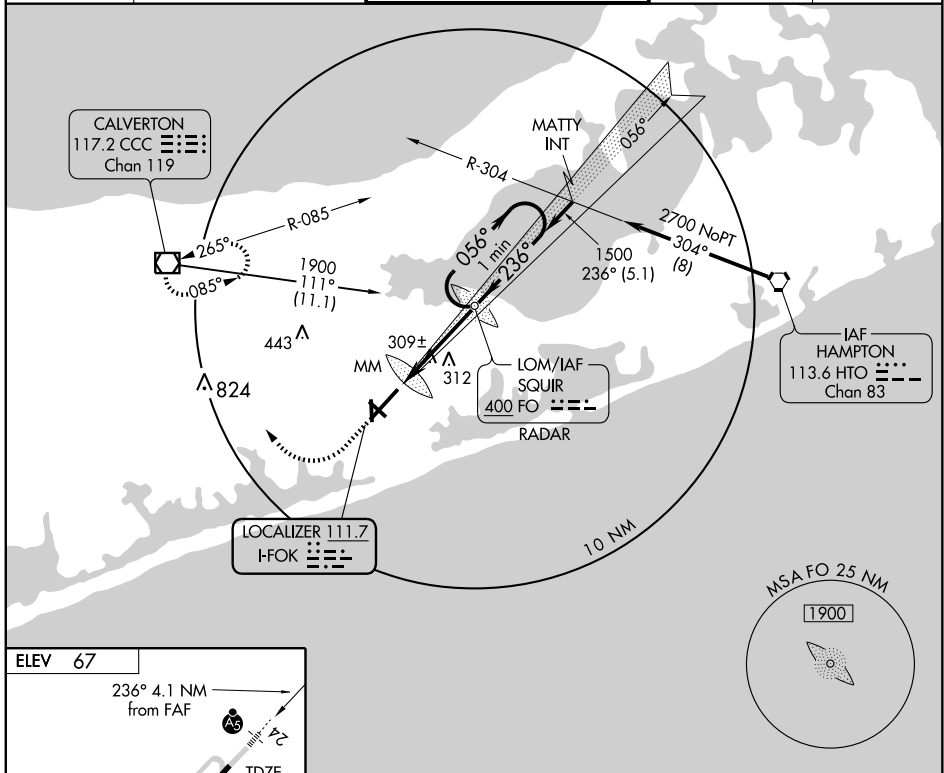 CALVERTON
117.2 CCC
Chan 119
MATTY
INT
056°
R-304
R-085
265°
085°
1900
111°
(11.1)
056°
1 min
236°
1500
236° (5.1)
2700 NoPT
304°
(8)
IAF
HAMPTON
113.6 HTO
Chan 83
443
824
309±
312
MM
LOM/IAF
SQUIR
400 FO
RADAR
LOCALIZER 111.7
I-FOK
10 NM
MSA FO 25 NM
1900
ELEV 67
236° 4.1 NM
from FAF
A5
24
TDZE